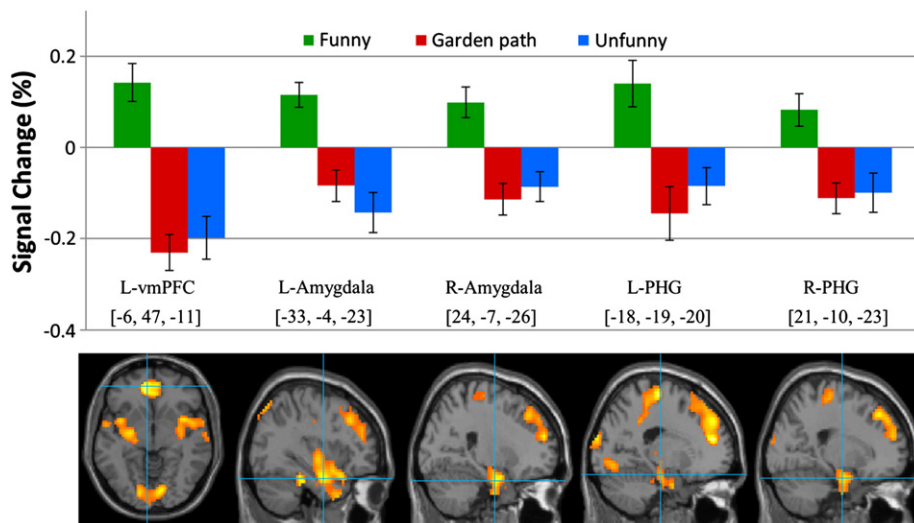 Funny Garden path Unfunny
Signal Change (%)
0.2
0
-0.2
-0.4
L-vmPFC L-Amygdala R-Amygdala L-PHG R-PHG
[-6, 47, -11] [-33, -4, -23] [24, -7, -26] [-18, -19, -20] [21, -10, -23]